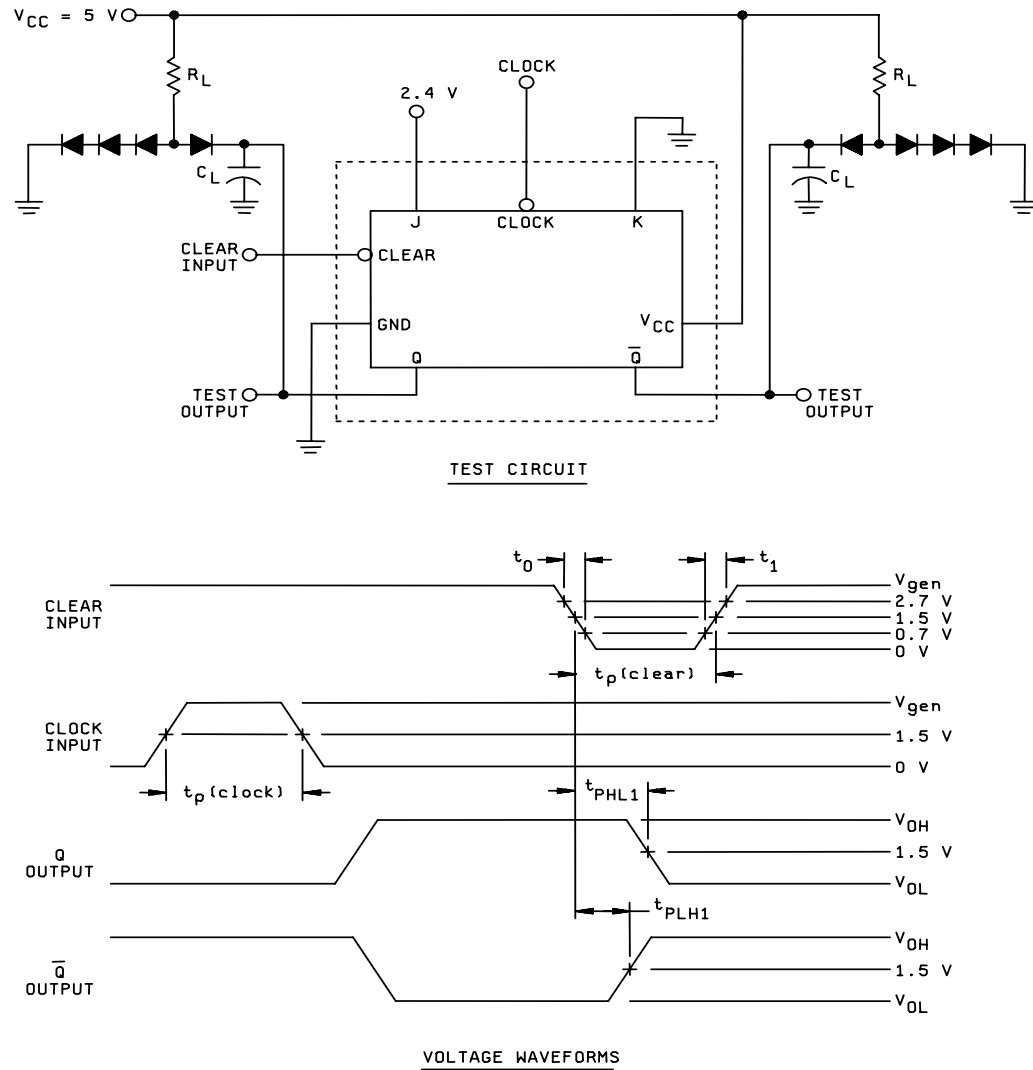 V_CC = 5 V
R_L
R_L
CLOCK
2.4 V
C_L
C_L
J
CLOCK
K
CLEAR
INPUT
CLEAR
GND
V_CC
Q
Q̅
TEST
OUTPUT
TEST
OUTPUT
TEST CIRCUIT
t_0
t_1
CLEAR
INPUT
V_gen
2.7 V
1.5 V
0.7 V
0 V
t_p(clear)
CLOCK
INPUT
V_gen
1.5 V
0 V
t_p(clock)
t_PHL1
Q
OUTPUT
V_OH
1.5 V
V_OL
t_PLH1
Q̅
OUTPUT
V_OH
1.5 V
V_OL
VOLTAGE WAVEFORMS